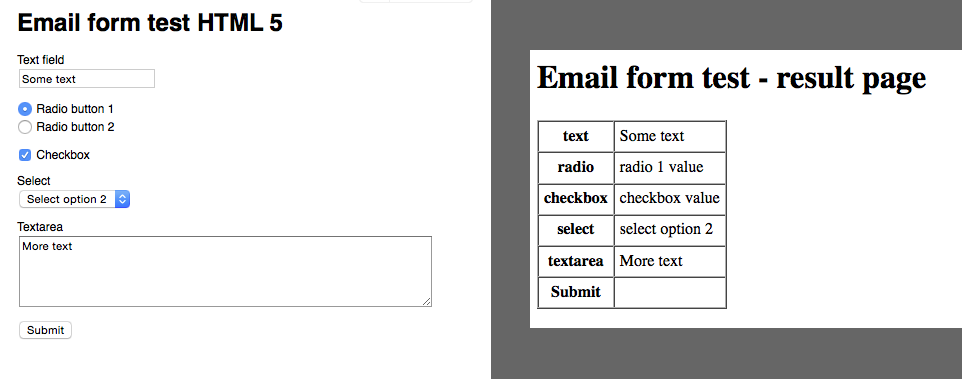 Email form test HTML 5
Text field
Some text
Radio button 1
Radio button 2
Checkbox
Select
Select option 2
Textarea
More text
Submit
Email form test - result page
text Some text
radio radio 1 value
checkbox checkbox value
select select option 2
textarea More text
Submit